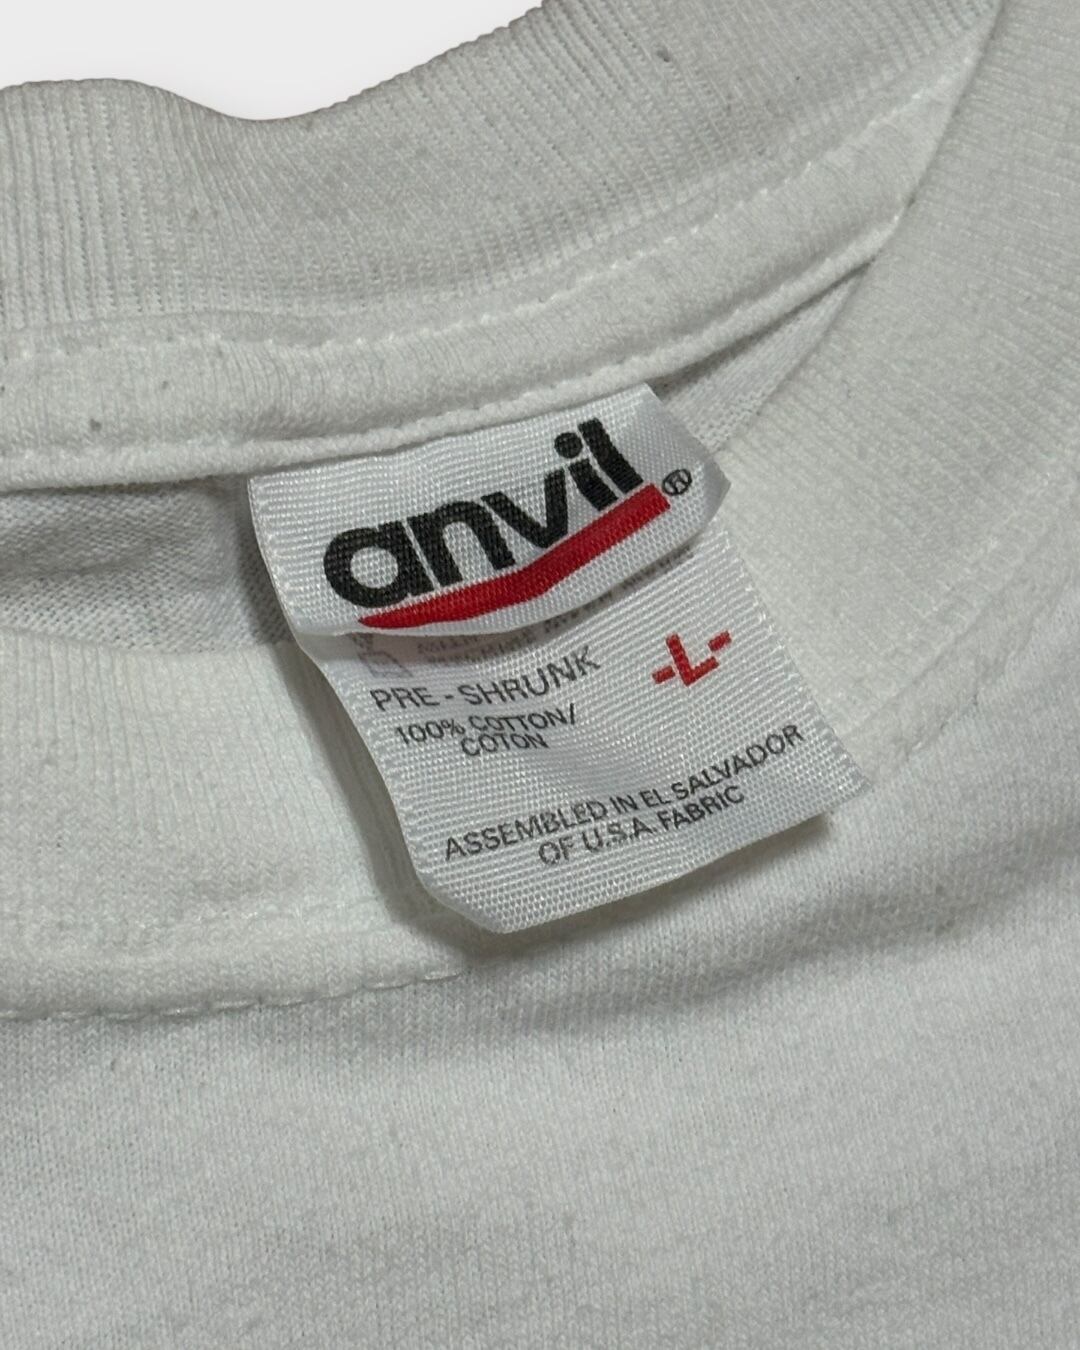 anvil®
-L-
PRE-SHRUNK
100% COTTON/
COTON
ASSEMBLED IN EL SALVADOR
OF U.S.A. FABRIC